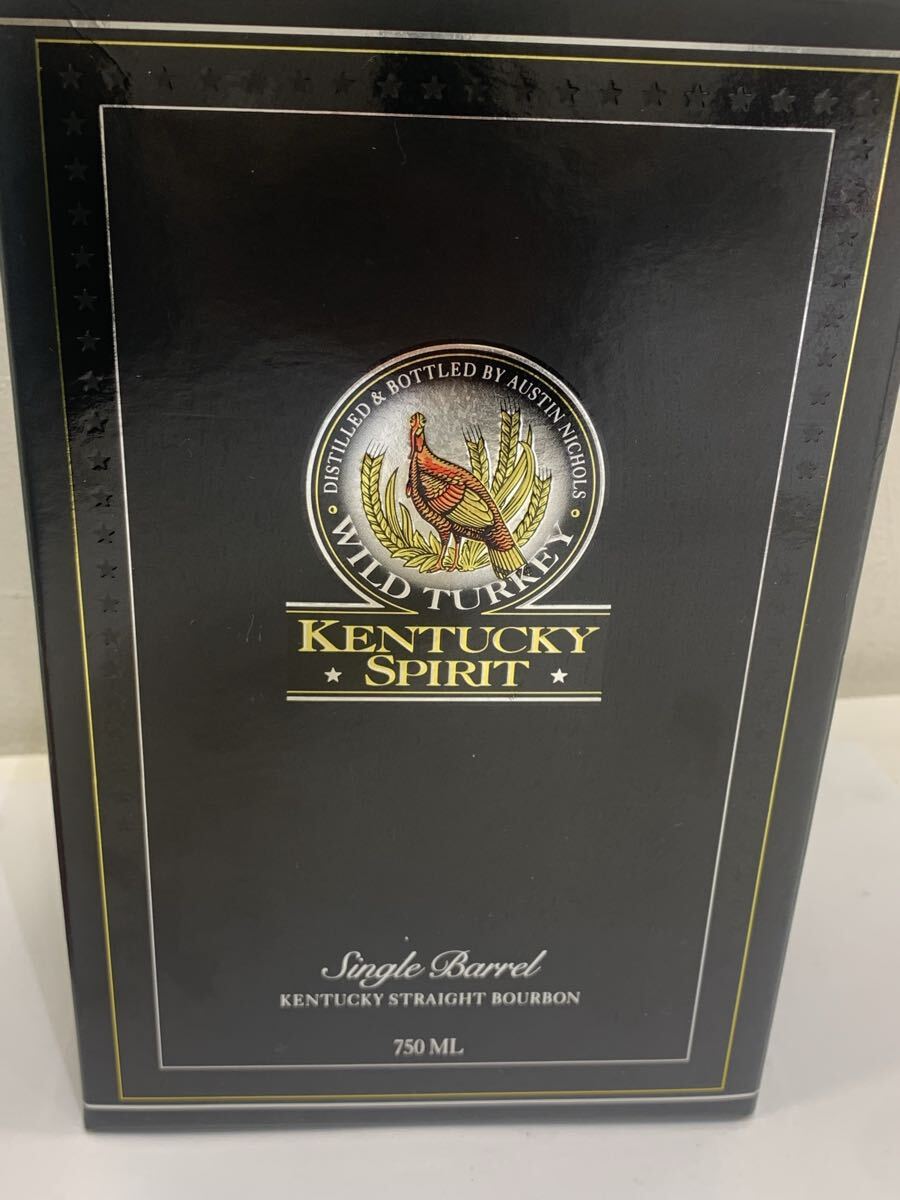 DISTILLED & BOTTLED BY AUSTIN NICHOLS
WILD TURKEY
KENTUCKY
SPIRIT
Single Barrel
KENTUCKY STRAIGHT BOURBON
750 ML